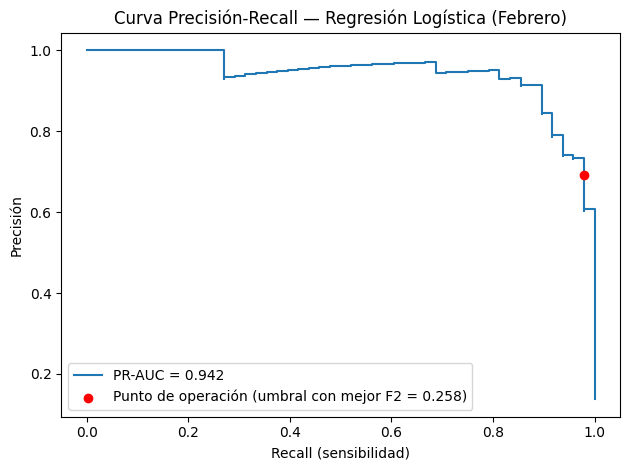 Curva Precisión-Recall — Regresión Logística (Febrero)
1.0
0.8
0.6
0.4
0.2
Precisión
PR-AUC = 0.942
Punto de operación (umbral con mejor F2 = 0.258)
0.0
0.2
0.4
0.6
0.8
1.0
Recall (sensibilidad)